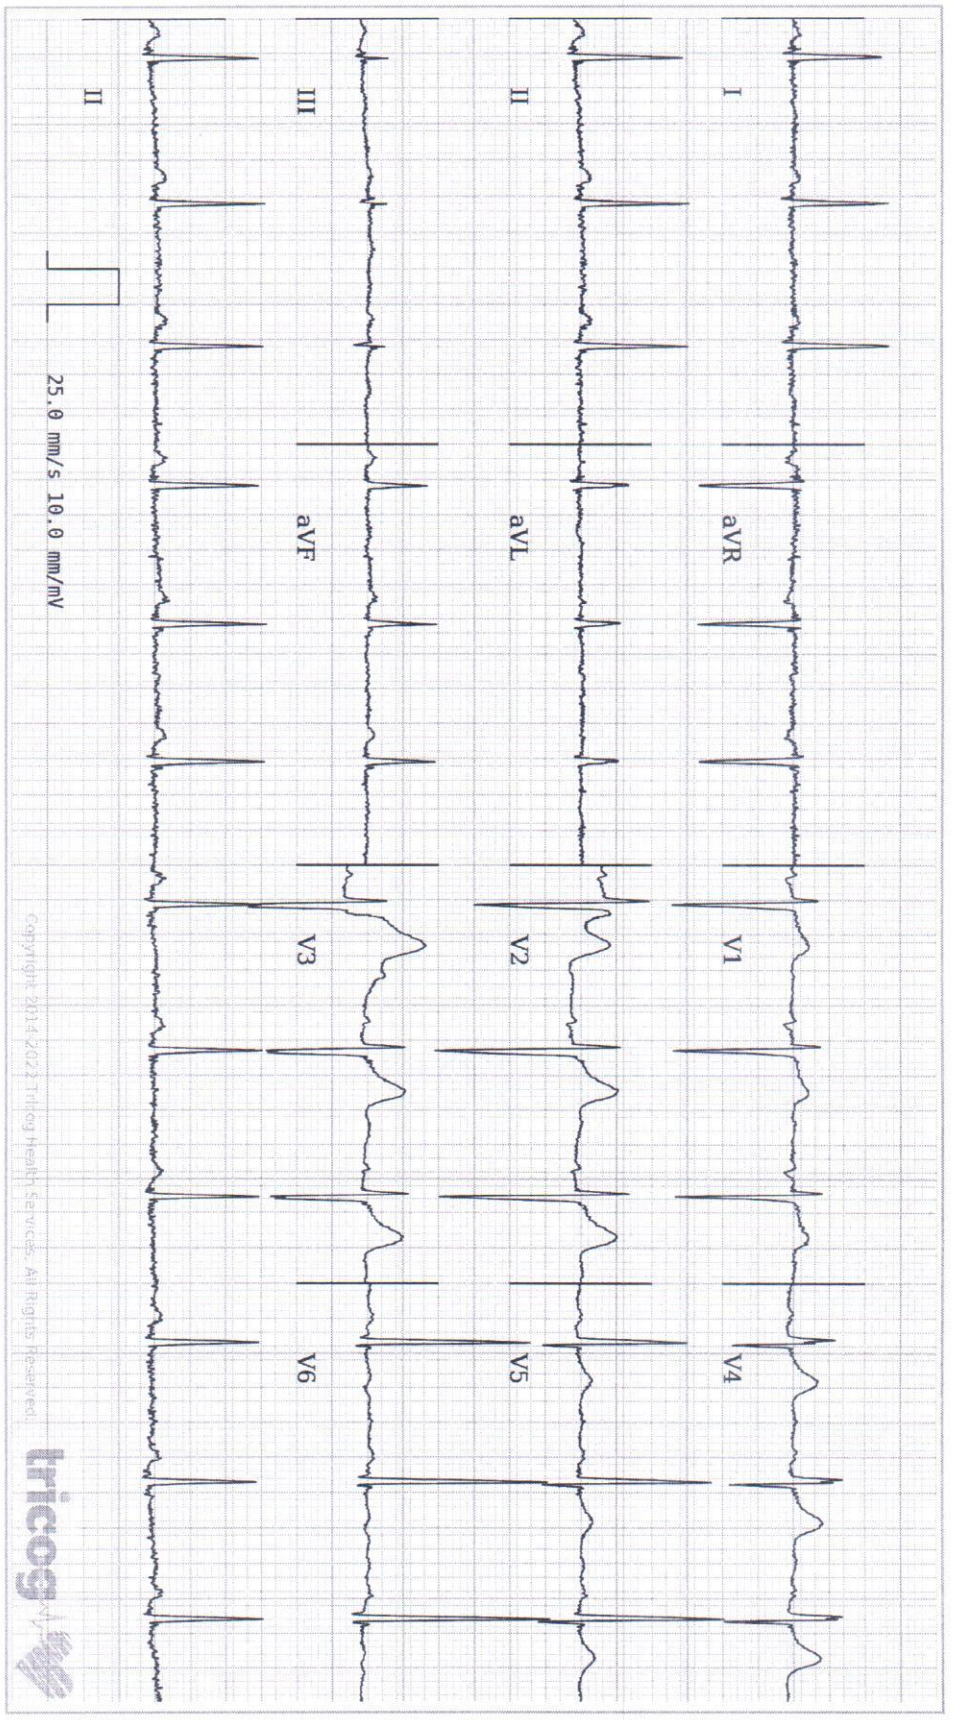 I aVR V1 V4
II aVL V2 V5
III aVF V3 V6
II
25.0 mm/s 10.0 mm/mV
Copyright 2014-2022 Tricog Health Services, All Rights Reserved.
tricog